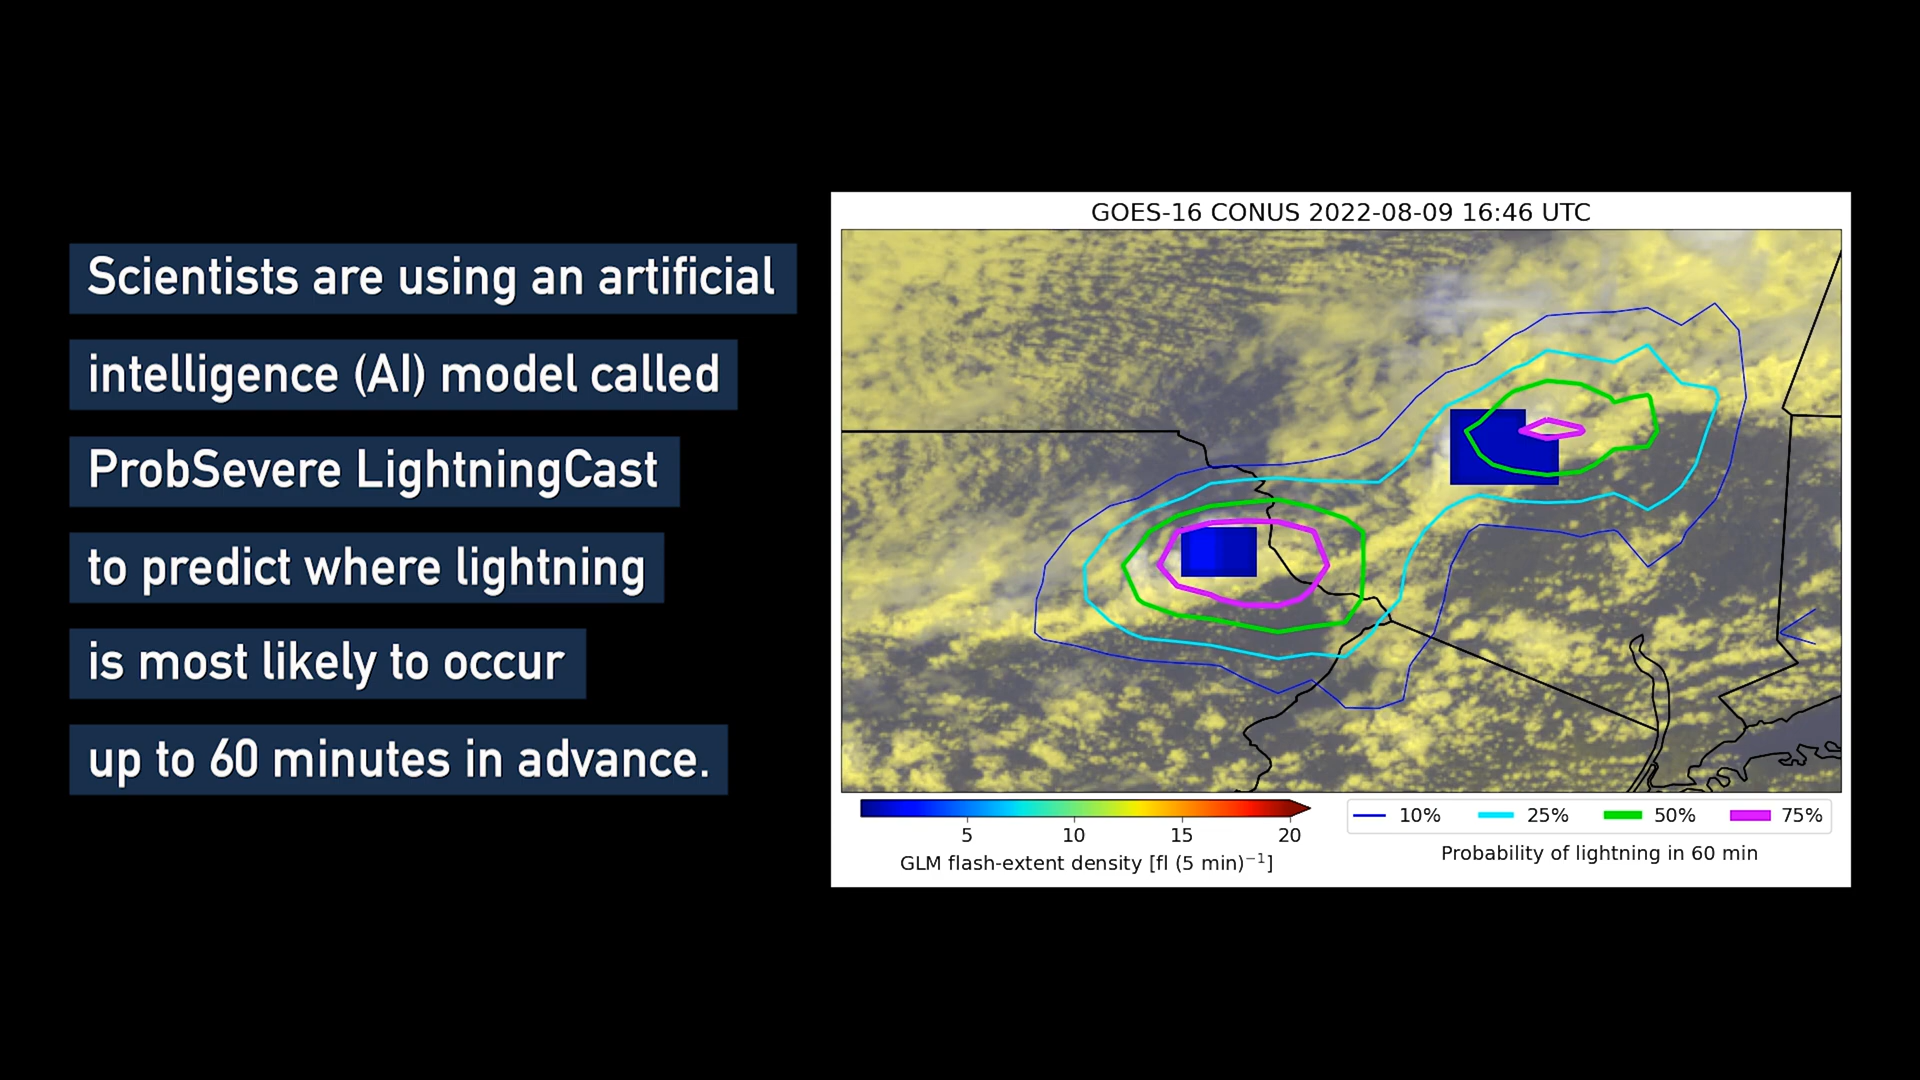 Scientists are using an artificial
intelligence (AI) model called
ProbSevere LightningCast
to predict where lightning
is most likely to occur
up to 60 minutes in advance.
GOES-16 CONUS 2022-08-09 16:46 UTC
5 10 15 20
GLM flash-extent density [fl (5 min)⁻¹]
10% 25% 50% 75%
Probability of lightning in 60 min